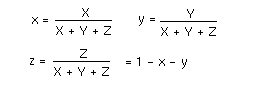 x = X / (X + Y + Z)    y = Y / (X + Y + Z)
z = Z / (X + Y + Z) = 1 - x - y